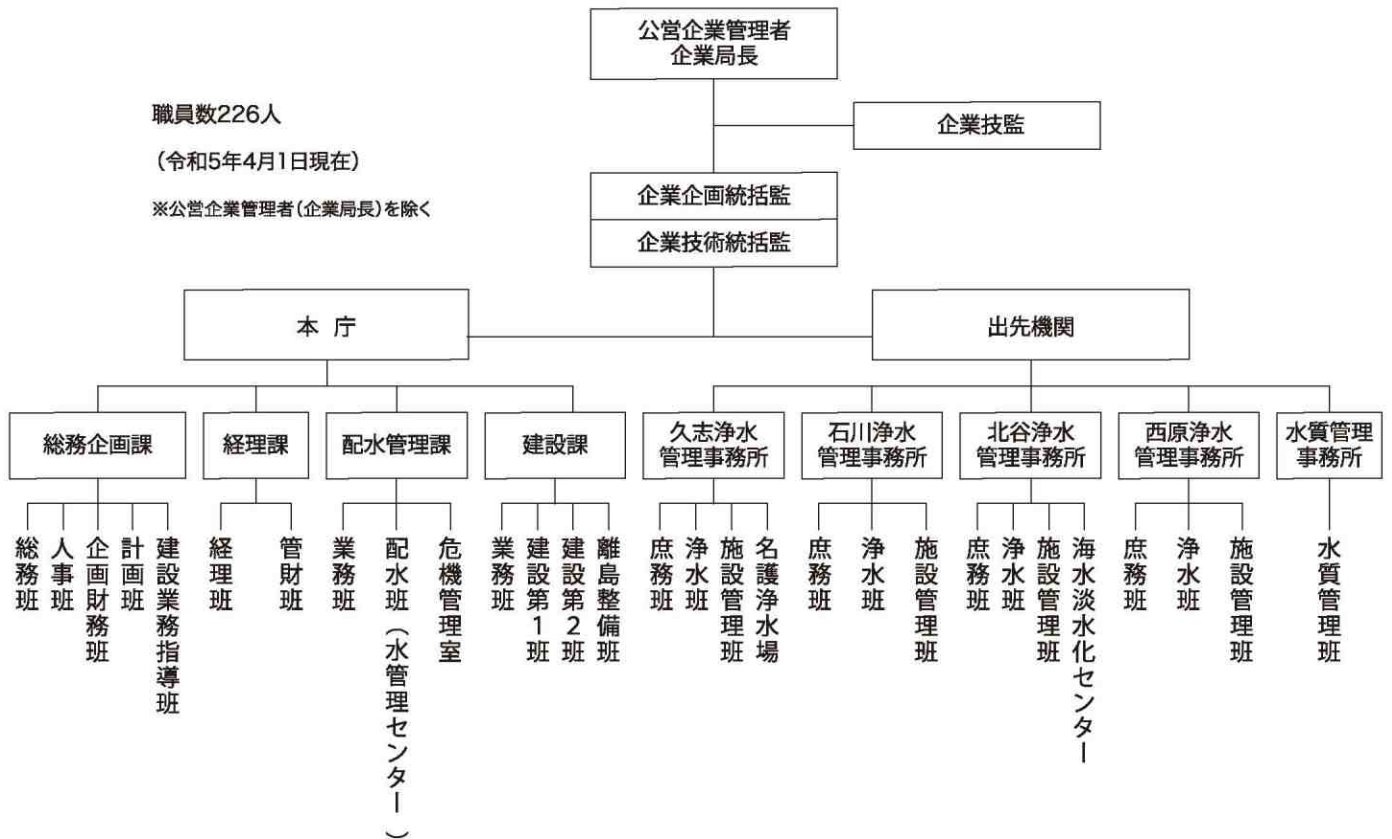 公営企業管理者
企業局長
職員数226人
(令和5年4月1日現在)
※公営企業管理者(企業局長)を除く
企業技監
企業企画統括監
企業技術統括監
本 庁
出先機関
総務企画課
経理課
配水管理課
建設課
久志浄水
管理事務所
石川浄水
管理事務所
北谷浄水
管理事務所
西原浄水
管理事務所
水質管理
事務所
総務班
人事班
企画財務班
計画班
建設業務指導班
経理班
管財班
業務班
配水班(水管理センター)
危機管理室
業務班
建設第1班
建設第2班
離島整備班
庶務班
浄水班
施設管理班
名護浄水場
庶務班
浄水班
施設管理班
庶務班
浄水班
施設管理班
海水淡水化センター
庶務班
浄水班
施設管理班
水質管理班